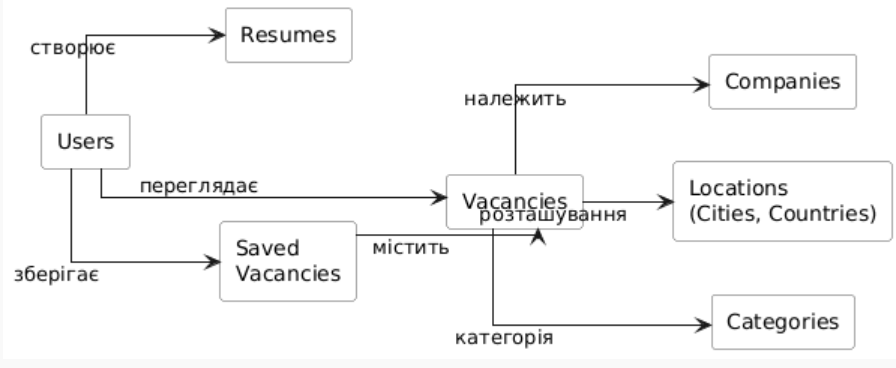 Resumes
створює
Companies
належить
Users
переглядає
Vacancies
Locations
(Cities, Countries)
розташування
Saved
Vacancies
містить
зберігає
Categories
категорія